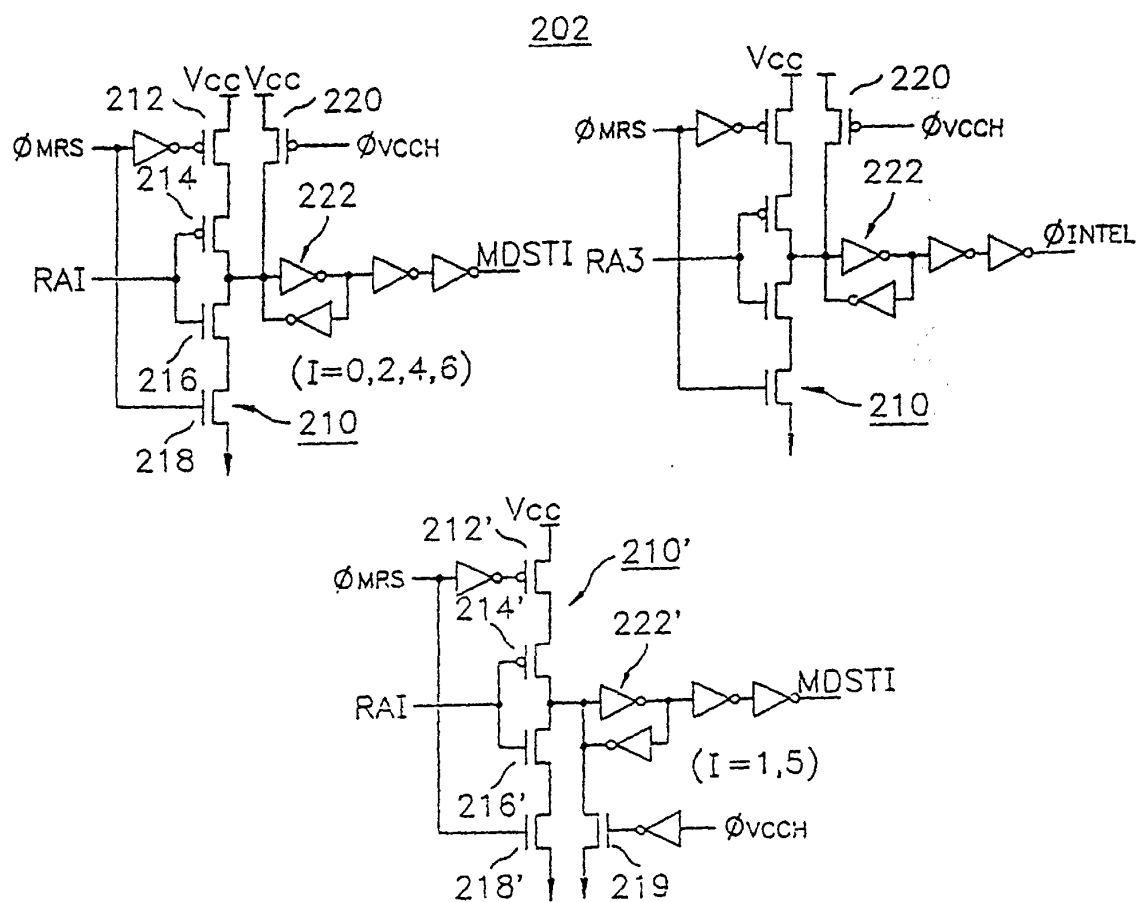 202
Vcc Vcc
212
220
ØMRS
ØVCCH
214
222
RAI
MDSTI
216
(I=0,2,4,6)
210
218
Vcc
220
ØMRS
ØVCCH
222
RA3
ØINTEL
210
Vcc
212'
210'
ØMRS
214'
222'
RAI
MDSTI
(I=1,5)
216'
ØVCCH
218'
219